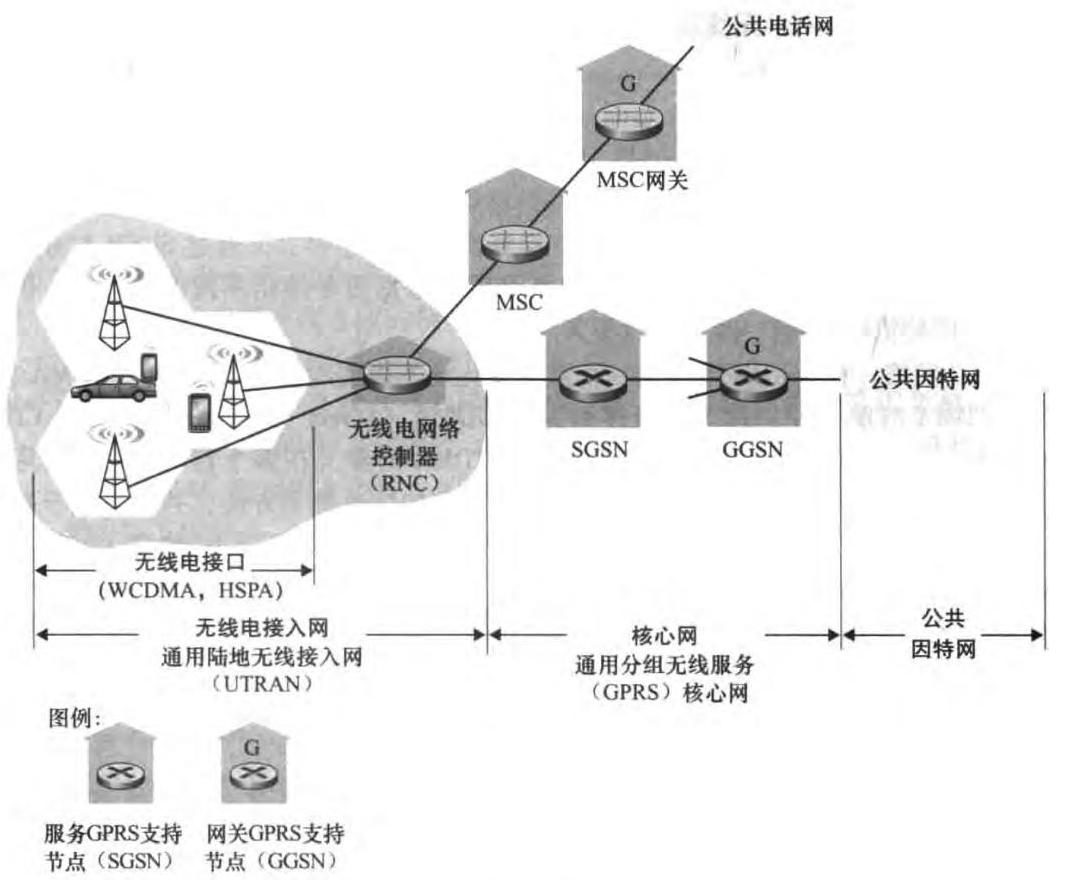 公共电话网
G
MSC网关
MSC
G
公共因特网
SGSN
GGSN
无线电网络
控制器
（RNC）
无线电接口
(WCDMA，HSPA)
无线电接入网
通用陆地无线接入网
（UTRAN）
核心网
通用分组无线服务
（GPRS）核心网
公共
因特网
图例：
G
服务GPRS支持
节点（SGSN）
网关GPRS支持
节点（GGSN）